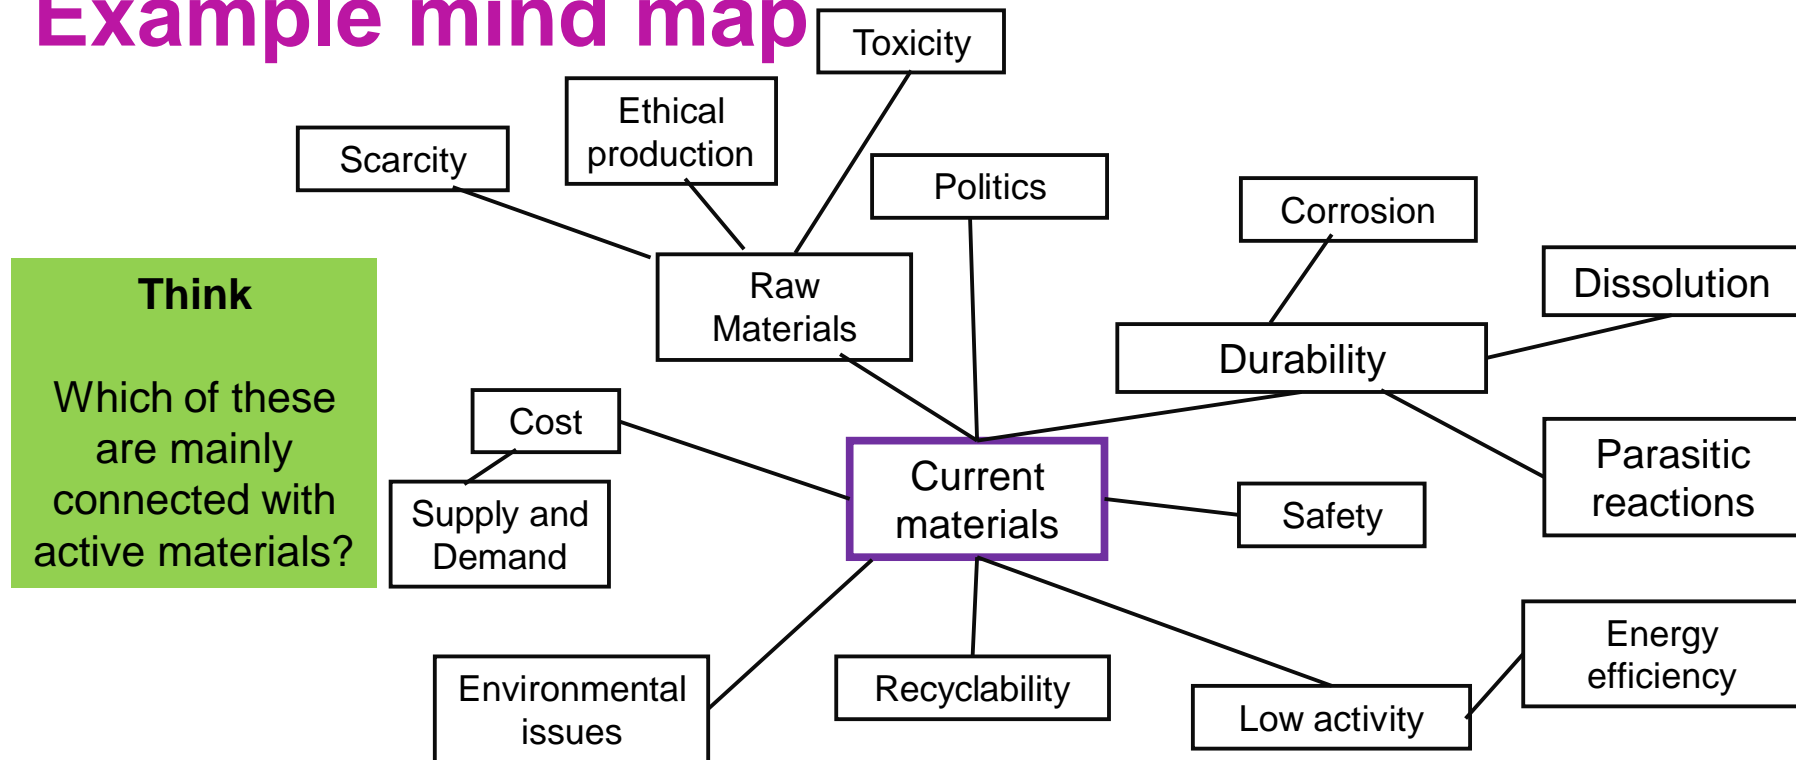 Example mind map
Toxicity
Ethical
production
Scarcity
Politics
Corrosion
Dissolution
Raw
Materials
Durability
Think
Which of these
are mainly
connected with
active materials?
Cost
Supply and
Demand
Current
materials
Safety
Parasitic
reactions
Energy
efficiency
Environmental
issues
Recyclability
Low activity